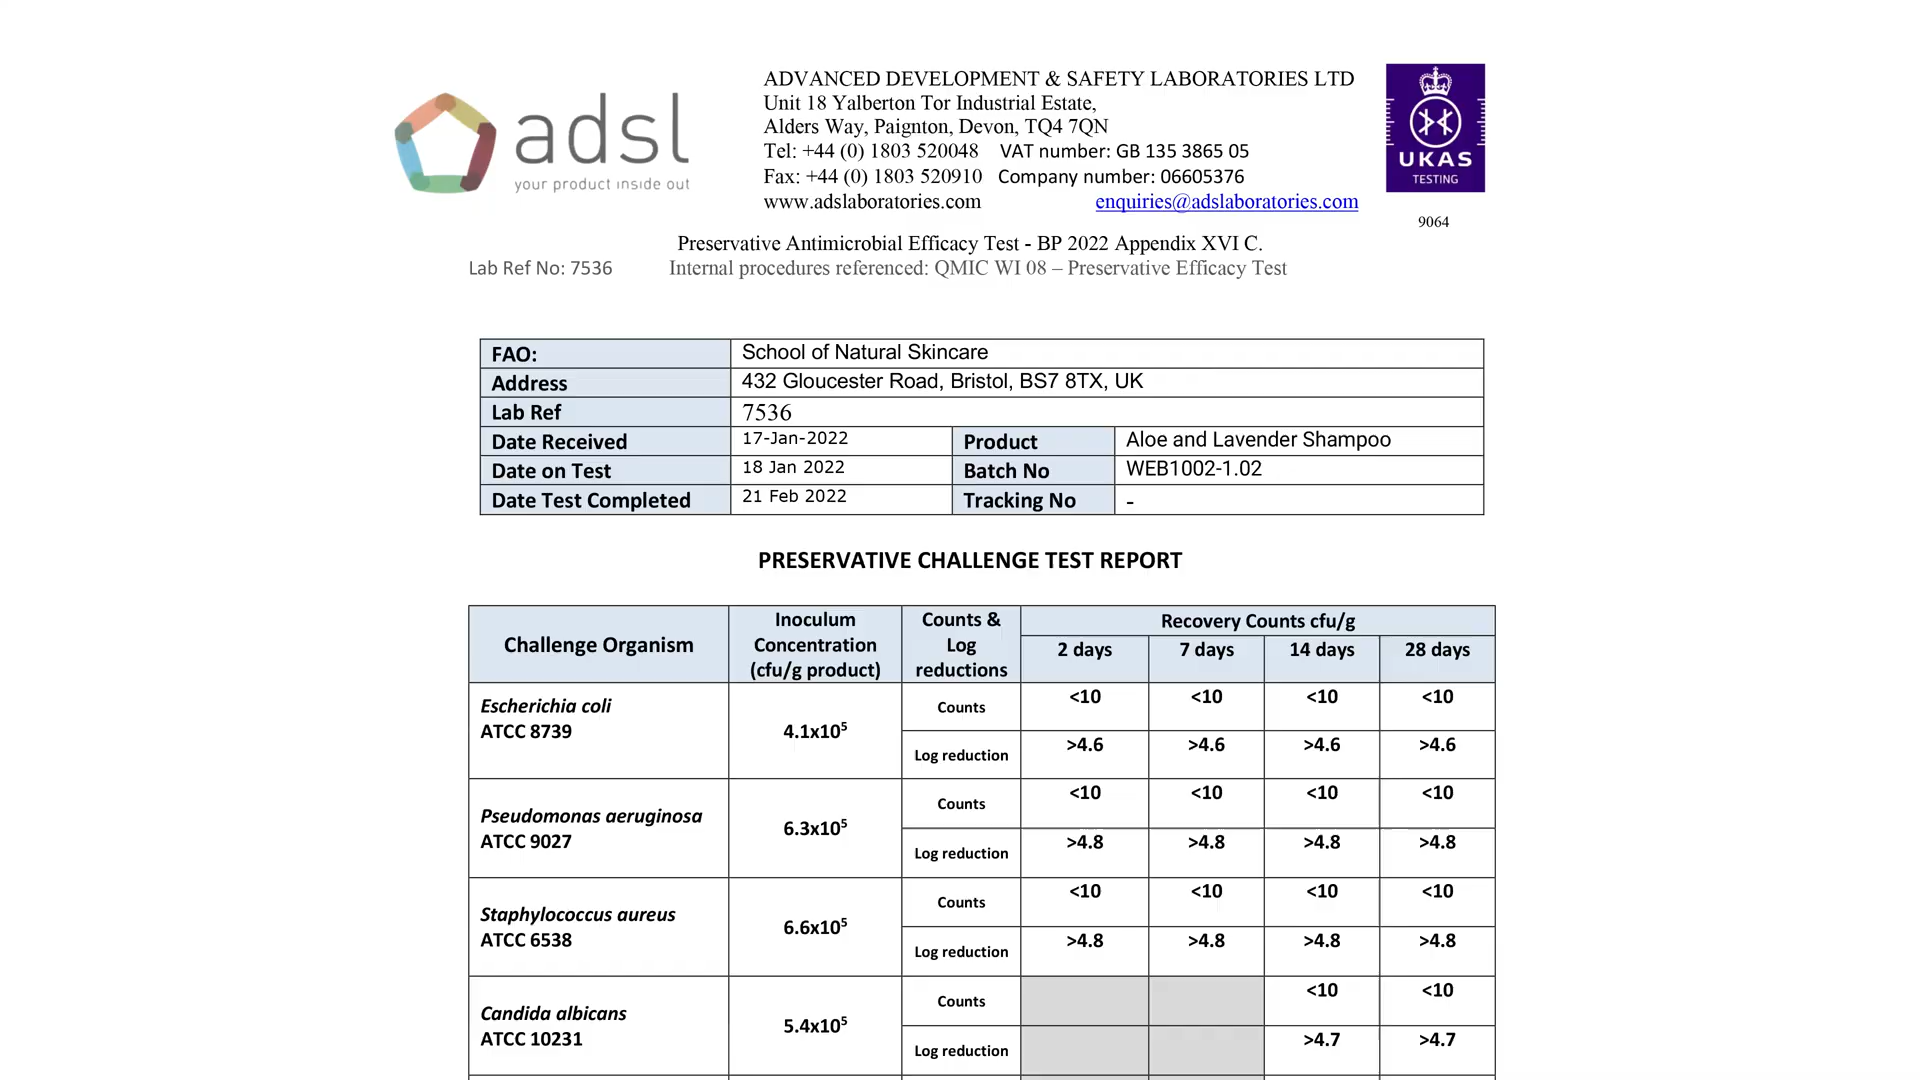 adsl
your product inside out
ADVANCED DEVELOPMENT & SAFETY LABORATORIES LTD
Unit 18 Yalberton Tor Industrial Estate,
Alders Way, Paignton, Devon, TQ4 7QN
Tel: +44 (0) 1803 520048 VAT number: GB 135 3865 05
Fax: +44 (0) 1803 520910 Company number: 06605376
www.adslaboratories.com enquiries@adslaboratories.com
UKAS
TESTING
9064
Preservative Antimicrobial Efficacy Test - BP 2022 Appendix XVI C.
Lab Ref No: 7536 Internal procedures referenced: QMIC WI 08 – Preservative Efficacy Test
FAO: School of Natural Skincare
Address 432 Gloucester Road, Bristol, BS7 8TX, UK
Lab Ref 7536
Date Received 17-Jan-2022 Product Aloe and Lavender Shampoo
Date on Test 18 Jan 2022 Batch No WEB1002-1.02
Date Test Completed 21 Feb 2022 Tracking No -
PRESERVATIVE CHALLENGE TEST REPORT
Challenge Organism
Inoculum
Concentration
(cfu/g product)
Counts &
Log
reductions
Recovery Counts cfu/g
2 days 7 days 14 days 28 days
Escherichia coli
ATCC 8739
4.1x10⁵
Counts <10 <10 <10 <10
Log reduction >4.6 >4.6 >4.6 >4.6
Pseudomonas aeruginosa
ATCC 9027
6.3x10⁵
Counts <10 <10 <10 <10
Log reduction >4.8 >4.8 >4.8 >4.8
Staphylococcus aureus
ATCC 6538
6.6x10⁵
Counts <10 <10 <10 <10
Log reduction >4.8 >4.8 >4.8 >4.8
Candida albicans
ATCC 10231
5.4x10⁵
Counts <10 <10
Log reduction >4.7 >4.7